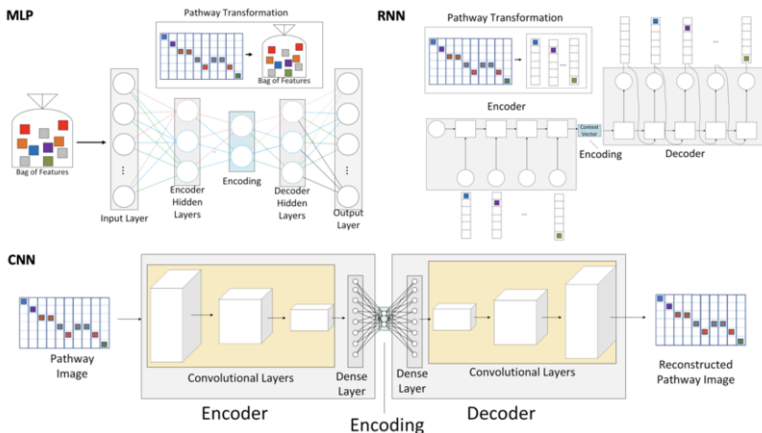 MLP
Pathway Transformation
Bag of Features
Bag of Features
Input Layer
Encoder
Hidden
Layers
Encoding
Decoder
Hidden
Layers
Output
Layer
RNN
Pathway Transformation
Encoder
Context
Vector
Encoding
Decoder
CNN
Pathway
Image
Convolutional Layers
Dense
Layer
Encoder
Encoding
Dense
Layer
Convolutional Layers
Decoder
Reconstructed
Pathway Image